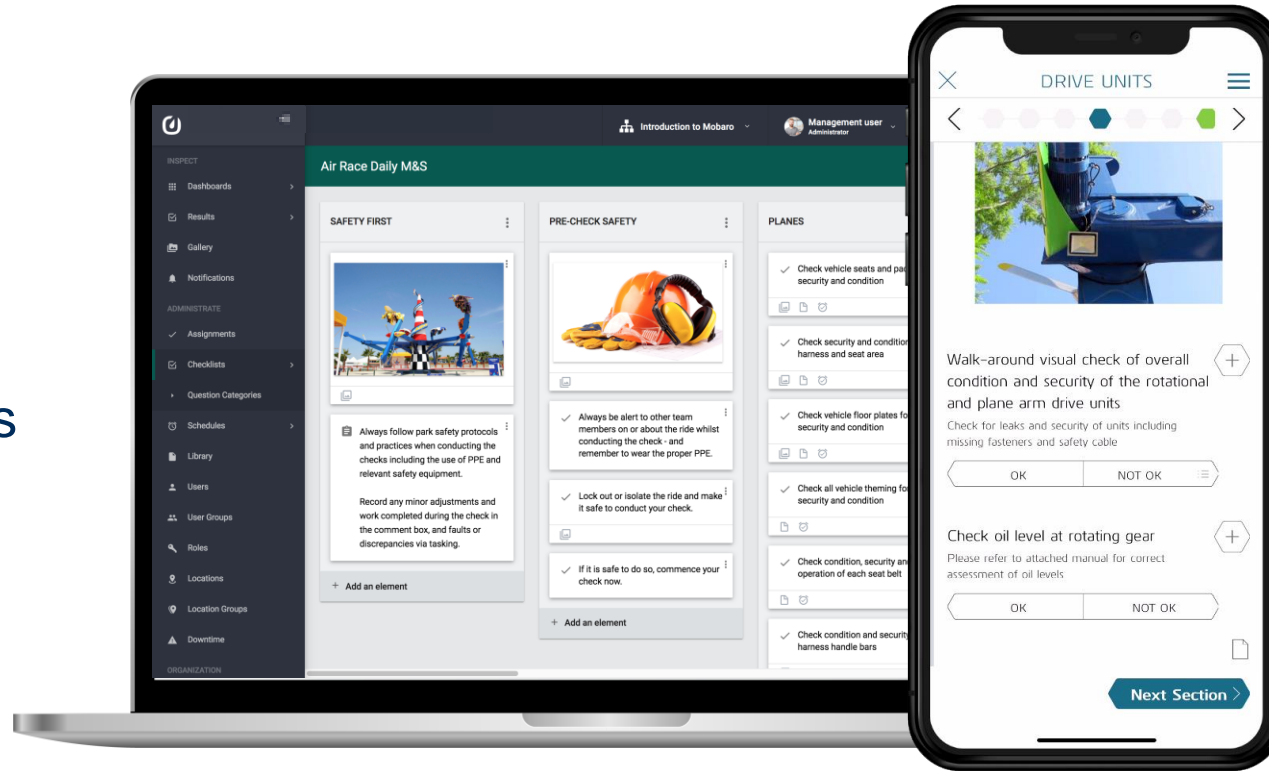 s
Introduction to Mobaro
Management user
Administrator
INSPECT
Dashboards
Results
Gallery
Notifications
ADMINISTRATE
Assignments
Checklists
Question Categories
Schedules
Library
Users
User Groups
Roles
Locations
Location Groups
Downtime
ORGANIZATION
Air Race Daily M&S
SAFETY FIRST
Always follow park safety protocols
and practices when conducting the
checks including the use of PPE and
relevant safety equipment.
Record any minor adjustments and
work completed during the check in
the comment box, and faults or
discrepancies via tasking.
+ Add an element
PRE-CHECK SAFETY
Always be alert to other team
members on or about the ride whilst
conducting the check - and
remember to wear the proper PPE.
Lock out or isolate the ride and make
it safe to conduct your check.
If it is safe to do so, commence your
check now.
+ Add an element
PLANES
Check vehicle seats and
security and condition
Check security and condition
harness and seat area
Check vehicle floor plates
security and condition
Check all vehicle theming
security and condition
Check condition, security
operation of each seat belt
Check condition and security
harness handle bars
DRIVE UNITS
Walk-around visual check of overall
condition and security of the rotational
and plane arm drive units
Check for leaks and security of units including
missing fasteners and safety cable
OK NOT OK
Check oil level at rotating gear
Please refer to attached manual for correct
assessment of oil levels
OK NOT OK
Next Section